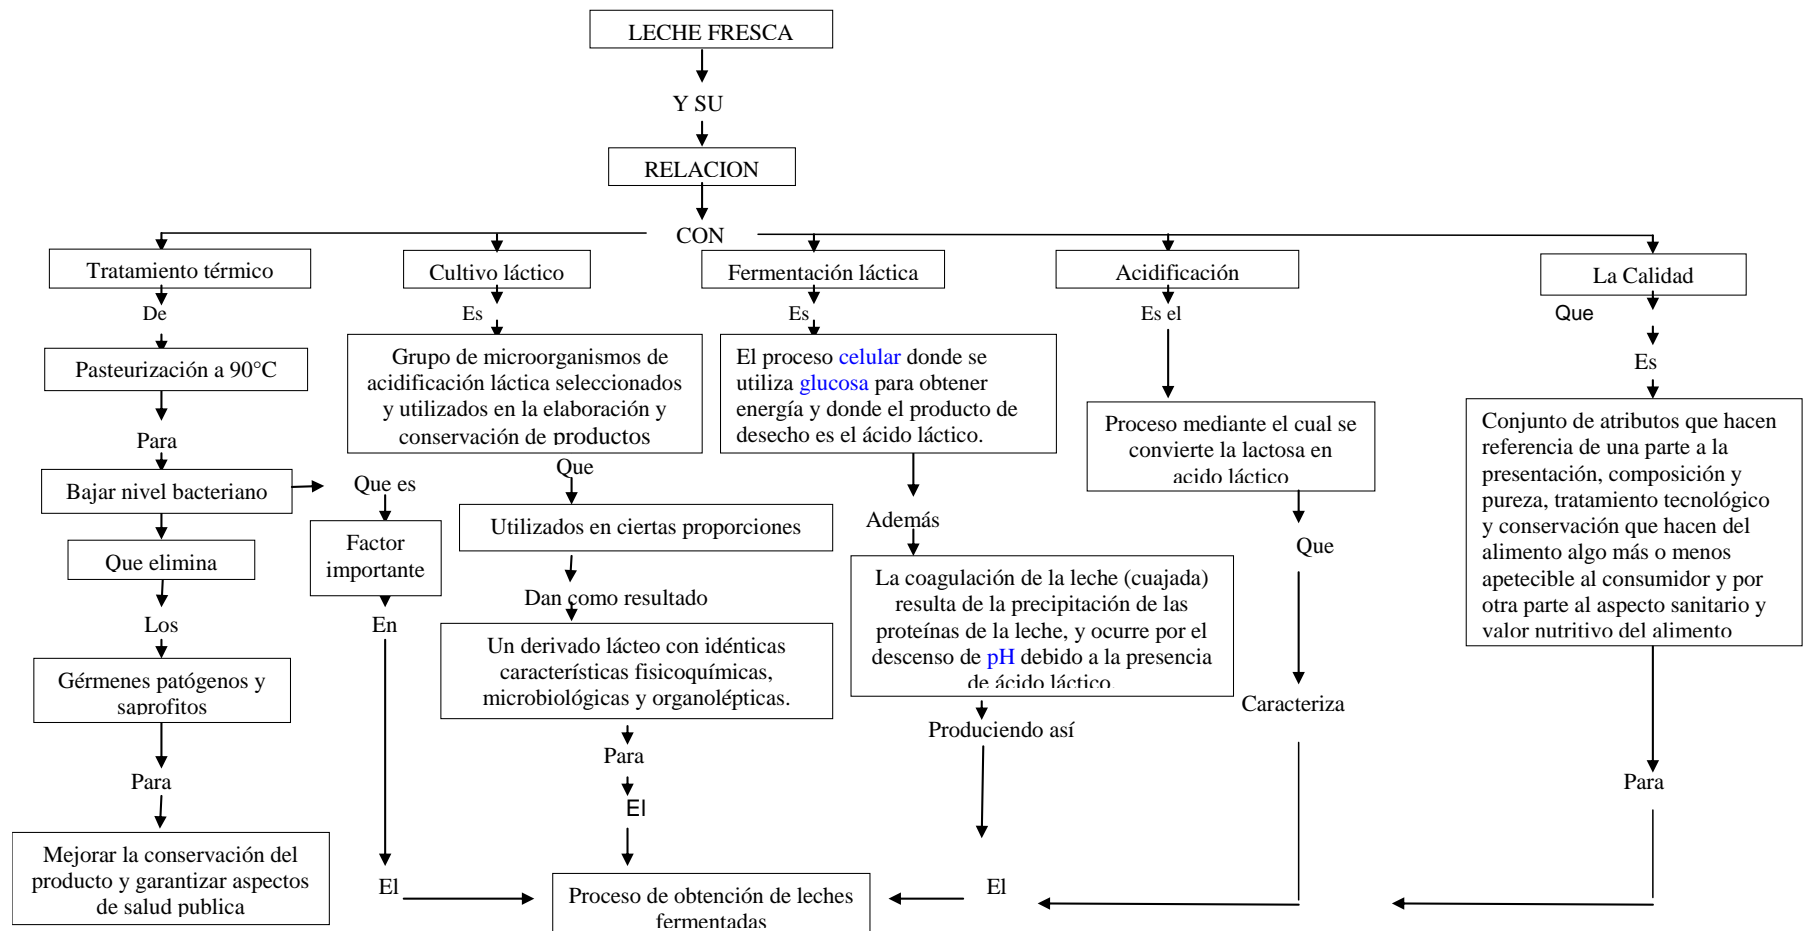 LECHE FRESCA
Y SU
RELACION
CON
Tratamiento térmico
De
Pasteurización a 90°C
Para
Bajar nivel bacteriano
Que elimina
Los
Gérmenes patógenos y
saprofitos
Para
Mejorar la conservación del
producto y garantizar aspectos
de salud publica
Que es
Factor
importante
En
El
Cultivo láctico
Es
Grupo de microorganismos de
acidificación láctica seleccionados
y utilizados en la elaboración y
conservación de productos
Que
Utilizados en ciertas proporciones
Dan como resultado
Un derivado lácteo con idénticas
características fisicoquímicas,
microbiológicas y organolépticas.
Para
El
Proceso de obtención de leches
fermentadas
Fermentación láctica
Es
El proceso celular donde se
utiliza glucosa para obtener
energía y donde el producto de
desecho es el ácido láctico.
Además
La coagulación de la leche (cuajada)
resulta de la precipitación de las
proteínas de la leche, y ocurre por el
descenso de pH debido a la presencia
de ácido láctico.
Produciendo así
El
Acidificación
Es el
Proceso mediante el cual se
convierte la lactosa en
acido láctico
Que
Caracteriza
La Calidad
Que
Es
Conjunto de atributos que hacen
referencia de una parte a la
presentación, composición y
pureza, tratamiento tecnológico
y conservación que hacen del
alimento algo más o menos
apetecible al consumidor y por
otra parte al aspecto sanitario y
valor nutritivo del alimento
Para